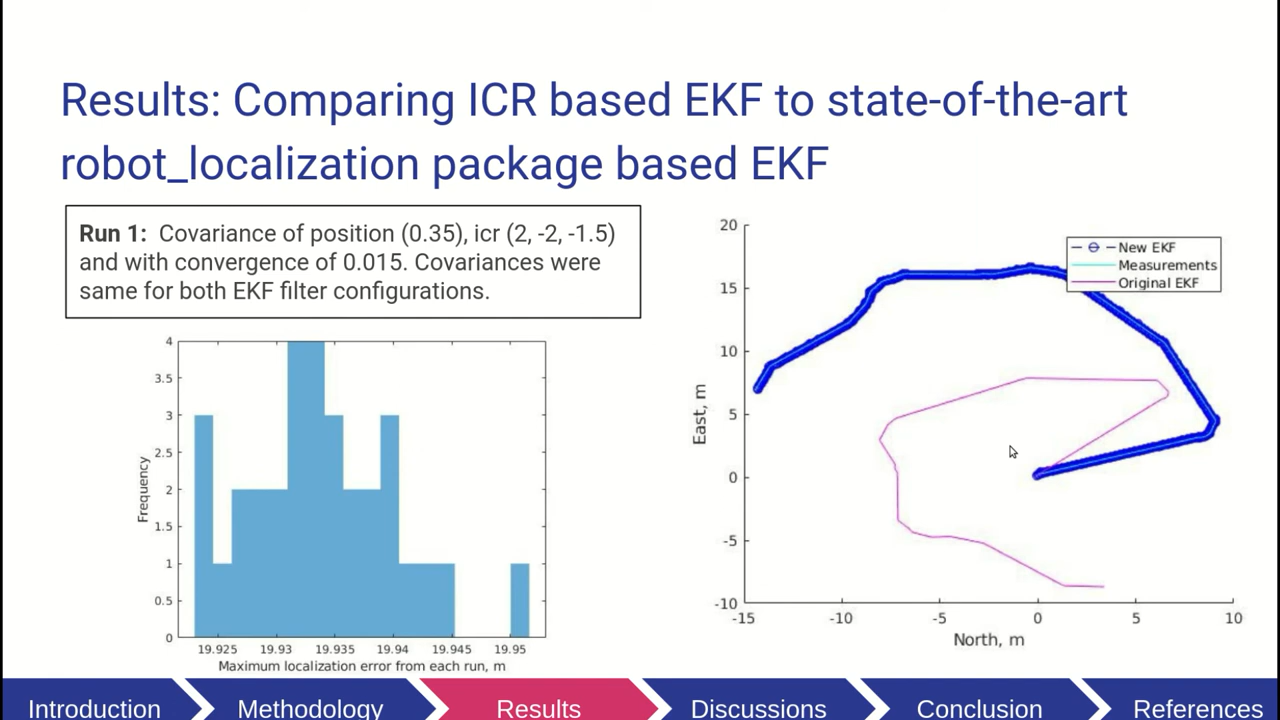 Results: Comparing ICR based EKF to state-of-the-art
robot_localization package based EKF
Run 1: Covariance of position (0.35), icr (2, -2, -1.5)
and with convergence of 0.015. Covariances were
same for both EKF filter configurations.
4
3.5
3
2.5
2
1.5
1
0.5
0
Frequency
19.925 19.93 19.935 19.94 19.945 19.95
Maximum localization error from each run, m
20
15
10
5
0
-5
-10
East, m
-15 -10 -5 0 5 10
North, m
New EKF
Measurements
Original EKF
Introduction Methodology Results Discussions Conclusion References